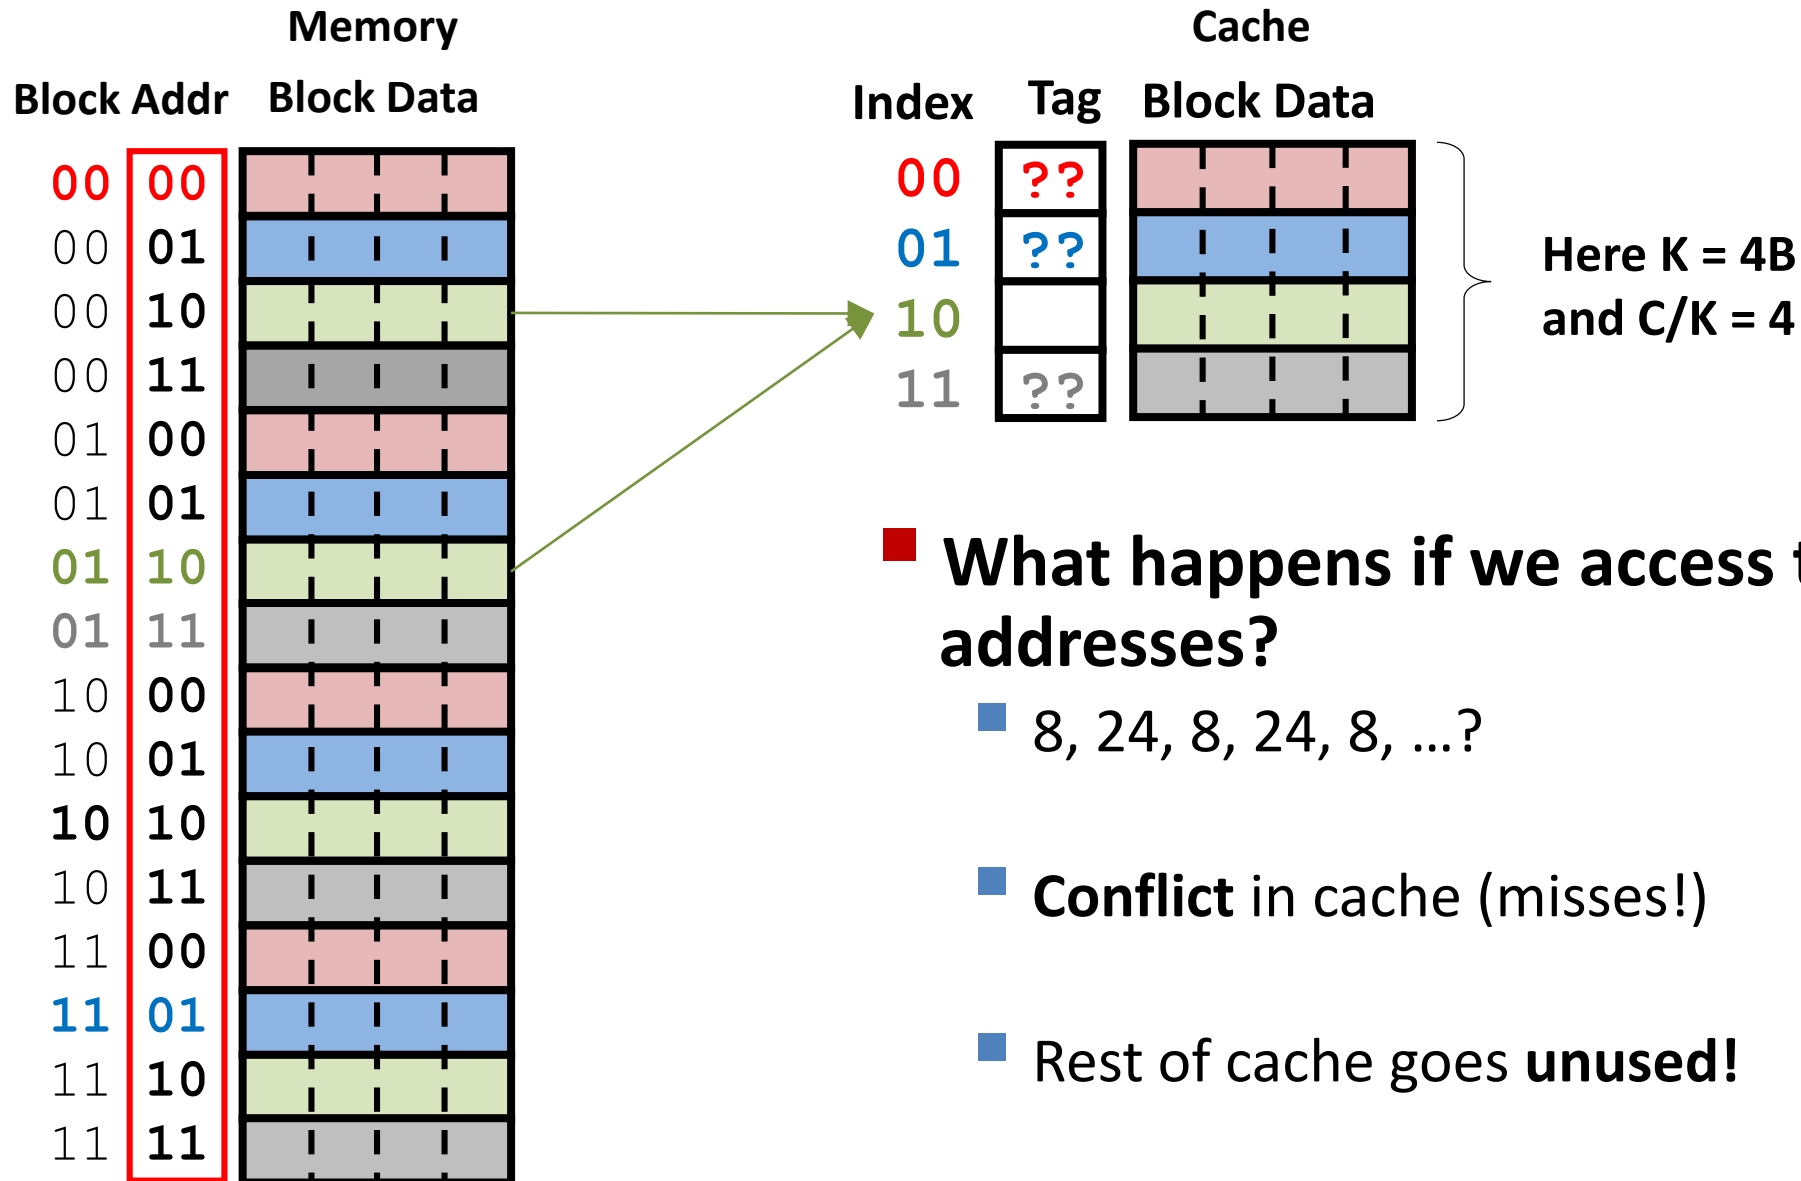 Memory
Block Addr Block Data
00 00
00 01
00 10
00 11
01 00
01 01
01 10
01 11
10 00
10 01
10 10
10 11
11 00
11 01
11 10
11 11
Cache
Index Tag Block Data
00 ??
01 ??
10
11 ??
Here K = 4B
and C/K = 4
What happens if we access
addresses?
8, 24, 8, 24, 8, …?
Conflict in cache (misses!)
Rest of cache goes unused!